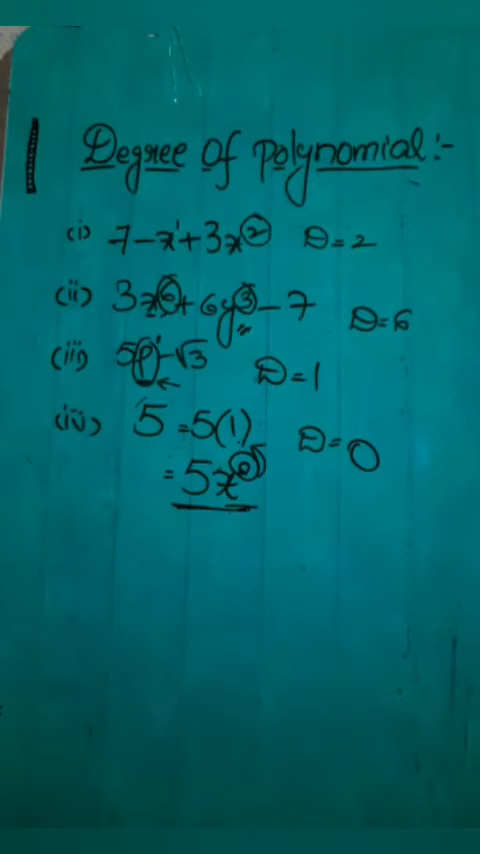 Degree of polynomial :-
(i) 7 - x¹ + 3x² D = 2
(ii) 3x⁶ + 6y³ - 7 D = 6
(iii) 5p¹ - √3 D = 1
(iv) 5 = 5(1) D = 0
= 5x⁰